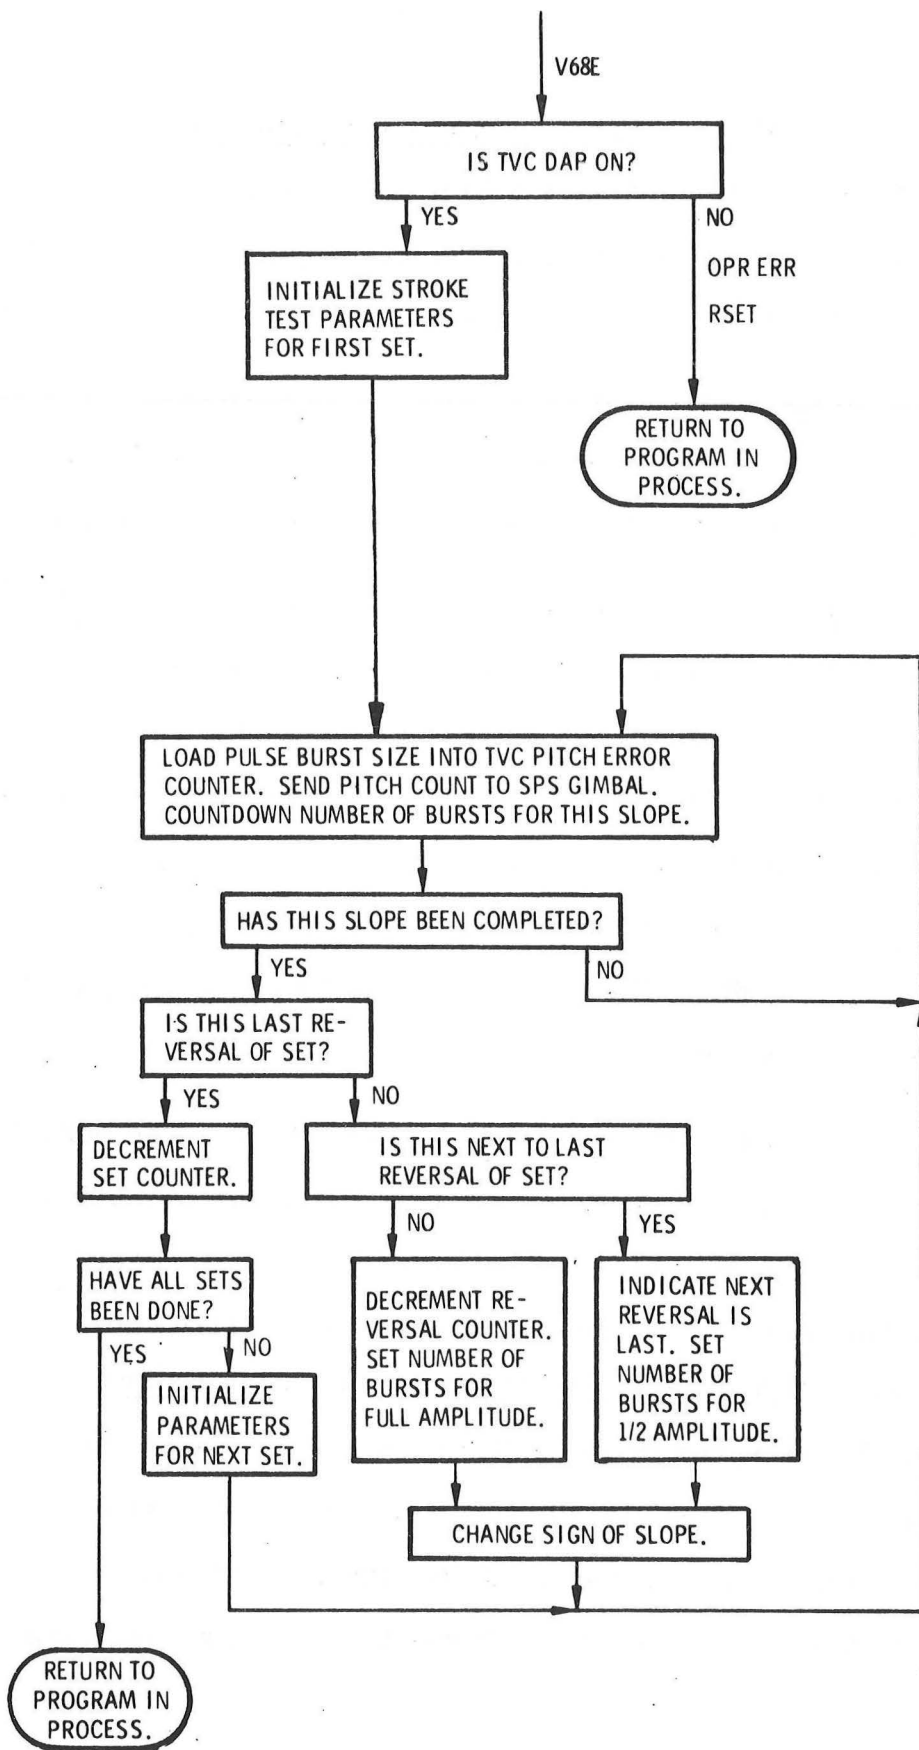 V68E
IS TVC DAP ON?
YES
NO
OPR ERR
RSET
INITIALIZE STROKE
TEST PARAMETERS
FOR FIRST SET.
RETURN TO
PROGRAM IN
PROCESS.
LOAD PULSE BURST SIZE INTO TVC PITCH ERROR
COUNTER. SEND PITCH COUNT TO SPS GIMBAL.
COUNTDOWN NUMBER OF BURSTS FOR THIS SLOPE.
HAS THIS SLOPE BEEN COMPLETED?
YES
NO
IS THIS LAST RE-
VERSAL OF SET?
YES
NO
DECREMENT
SET COUNTER.
IS THIS NEXT TO LAST
REVERSAL OF SET?
NO
YES
HAVE ALL SETS
BEEN DONE?
YES
NO
DECREMENT RE-
VERSAL COUNTER.
SET NUMBER OF
BURSTS FOR
FULL AMPLITUDE.
INDICATE NEXT
REVERSAL IS
LAST. SET
NUMBER OF
BURSTS FOR
1/2 AMPLITUDE.
INITIALIZE
PARAMETERS
FOR NEXT SET.
CHANGE SIGN OF SLOPE.
RETURN TO
PROGRAM IN
PROCESS.